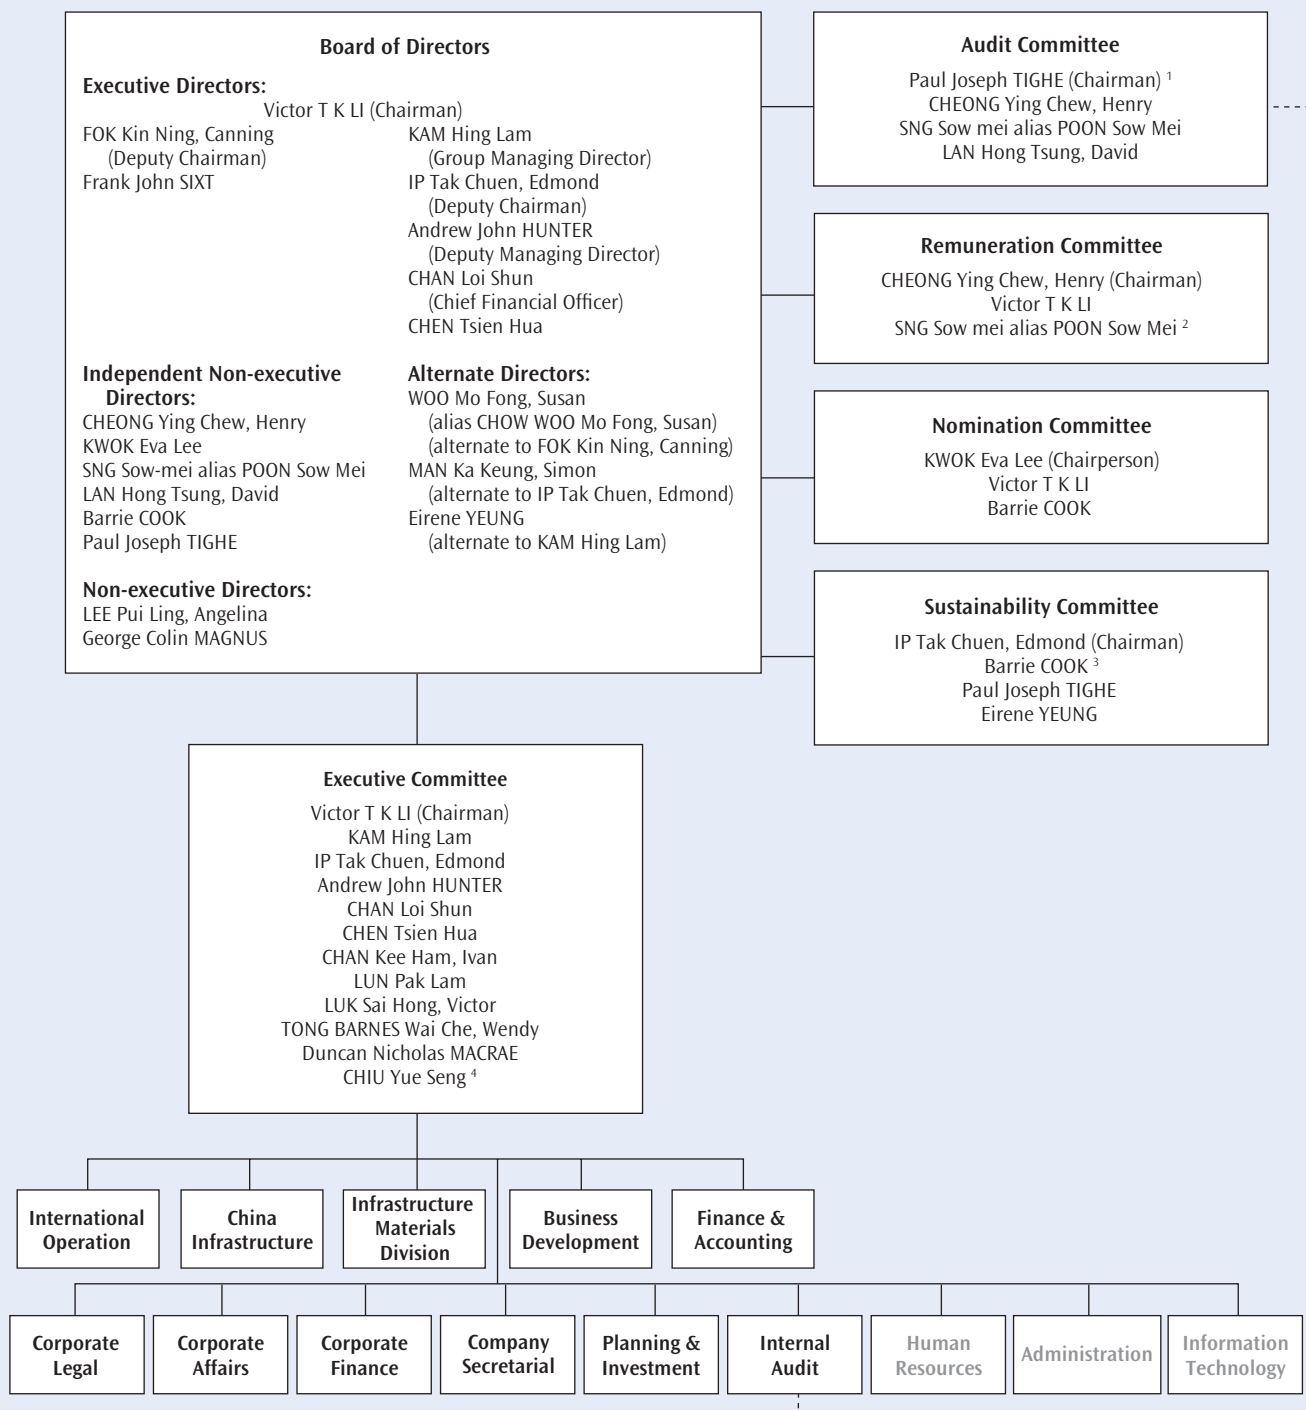 Board of Directors
Executive Directors:
Victor T K LI (Chairman)
FOK Kin Ning, Canning
(Deputy Chairman)
Frank John SIXT
KAM Hing Lam
(Group Managing Director)
IP Tak Chuen, Edmond
(Deputy Chairman)
Andrew John HUNTER
(Deputy Managing Director)
CHAN Loi Shun
(Chief Financial Officer)
CHEN Tsien Hua
Independent Non-executive
Directors:
CHEONG Ying Chew, Henry
KWOK Eva Lee
SNG Sow-mei alias POON Sow Mei
LAN Hong Tsung, David
Barrie COOK
Paul Joseph TIGHE
Alternate Directors:
WOO Mo Fong, Susan
(alias CHOW WOO Mo Fong, Susan)
(alternate to FOK Kin Ning, Canning)
MAN Ka Keung, Simon
(alternate to IP Tak Chuen, Edmond)
Eirene YEUNG
(alternate to KAM Hing Lam)
Non-executive Directors:
LEE Pui Ling, Angelina
George Colin MAGNUS
Audit Committee
Paul Joseph TIGHE (Chairman) 1
CHEONG Ying Chew, Henry
SNG Sow mei alias POON Sow Mei
LAN Hong Tsung, David
Remuneration Committee
CHEONG Ying Chew, Henry (Chairman)
Victor T K LI
SNG Sow mei alias POON Sow Mei 2
Nomination Committee
KWOK Eva Lee (Chairperson)
Victor T K LI
Barrie COOK
Sustainability Committee
IP Tak Chuen, Edmond (Chairman)
Barrie COOK 3
Paul Joseph TIGHE
Eirene YEUNG
Executive Committee
Victor T K LI (Chairman)
KAM Hing Lam
IP Tak Chuen, Edmond
Andrew John HUNTER
CHAN Loi Shun
CHEN Tsien Hua
CHAN Kee Ham, Ivan
LUN Pak Lam
LUK Sai Hong, Victor
TONG BARNES Wai Che, Wendy
Duncan Nicholas MACRAE
CHIU Yue Seng 4
International
Operation
China
Infrastructure
Infrastructure
Materials
Division
Business
Development
Finance &
Accounting
Corporate
Legal
Corporate
Affairs
Corporate
Finance
Company
Secretarial
Planning &
Investment
Internal
Audit
Human
Resources
Administration
Information
Technology